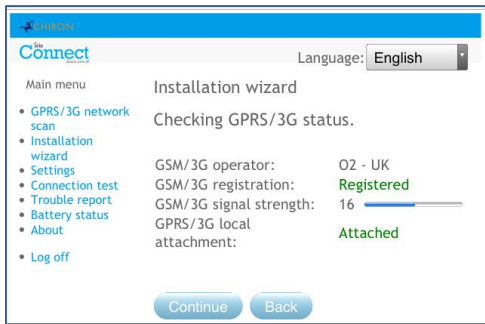 CHIRON
Connect
Language: English
Main menu
Installation wizard
GPRS/3G network
scan
Installation
wizard
Settings
Connection test
Trouble report
Battery status
About
Log off
Checking GPRS/3G status.
GSM/3G operator: O2 - UK
GSM/3G registration: Registered
GSM/3G signal strength: 16
GPRS/3G local
attachment: Attached
Continue Back